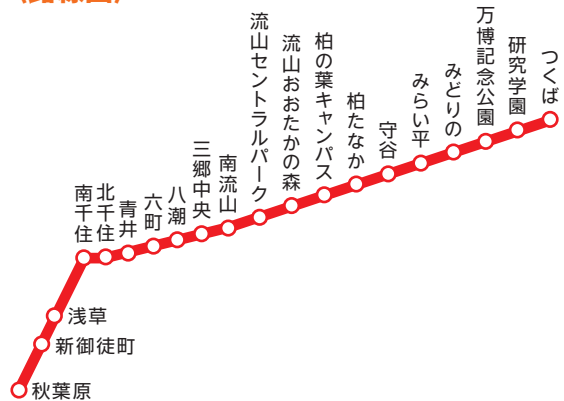 秋葉原
新御徒町
浅草
南千住
北千住
青井
六町
八潮
三郷中央
南流山
流山セントラルパーク
流山おおたかの森
柏の葉キャンパス
柏たなか
守谷
みらい平
みどりの
万博記念公園
研究学園
つくば